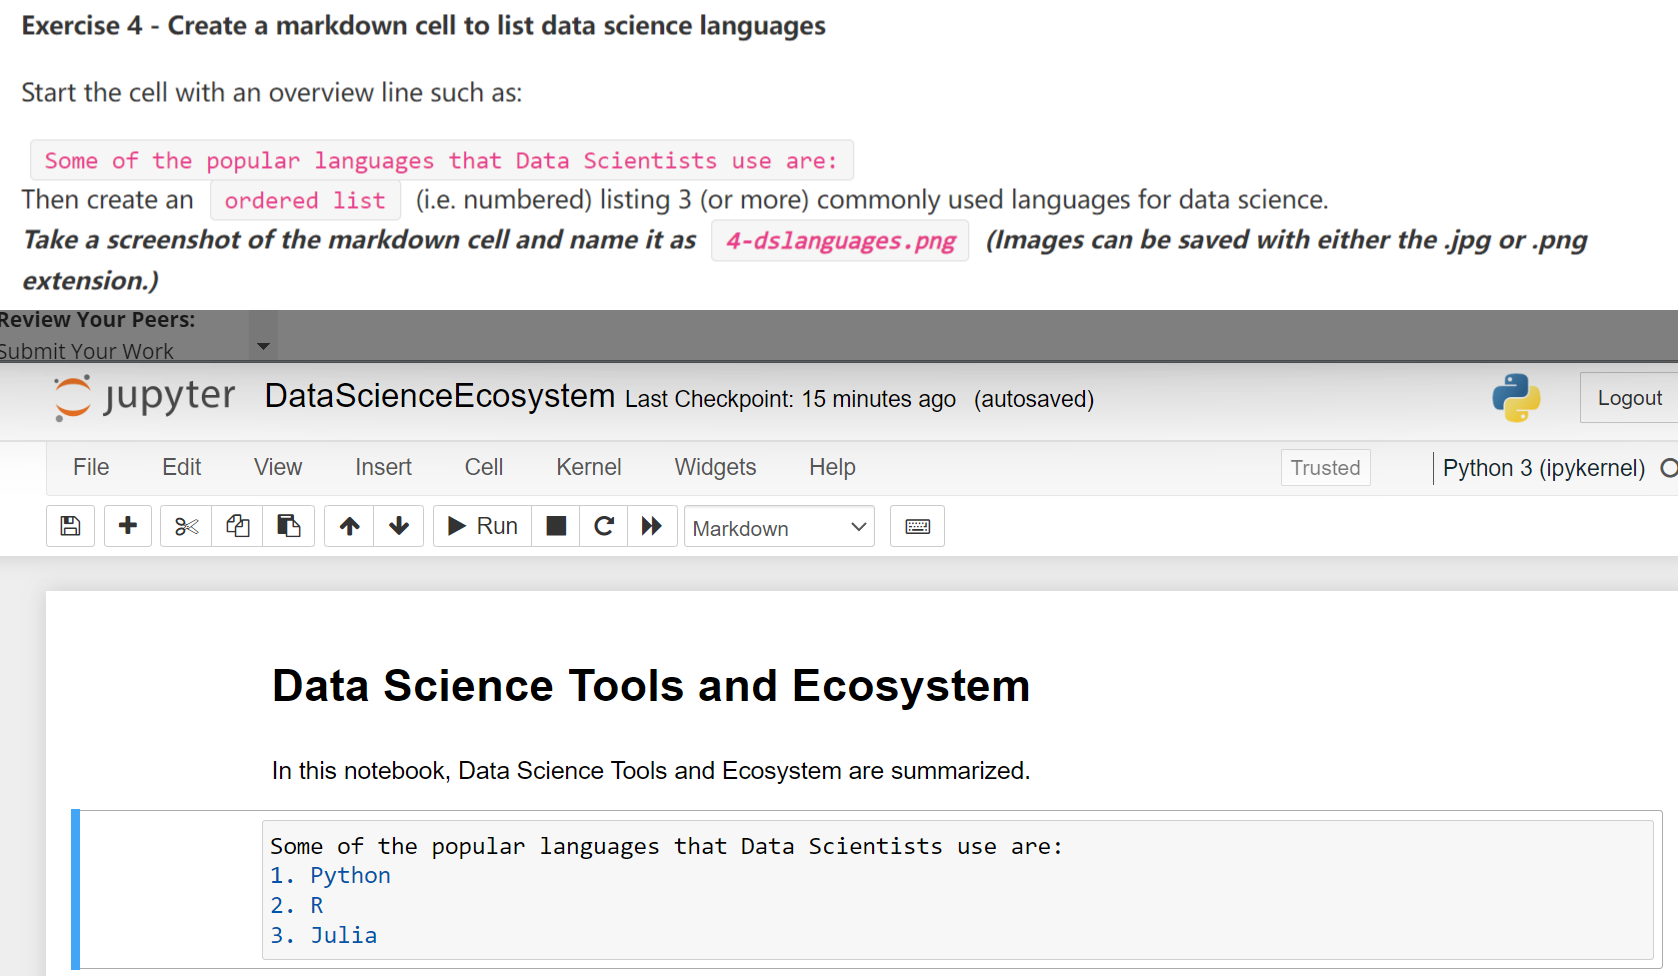 Exercise 4 - Create a markdown cell to list data science languages
Start the cell with an overview line such as:
Some of the popular languages that Data Scientists use are:
Then create an ordered list (i.e. numbered) listing 3 (or more) commonly used languages for data science.
Take a screenshot of the markdown cell and name it as 4-dslanguages.png (Images can be saved with either the .jpg or .png
extension.)
Review Your Peers:
Submit Your Work
jupyter DataScienceEcosystem Last Checkpoint: 15 minutes ago (autosaved) Logout
File Edit View Insert Cell Kernel Widgets Help Trusted Python 3 (ipykernel)
Run Markdown
Data Science Tools and Ecosystem
In this notebook, Data Science Tools and Ecosystem are summarized.
Some of the popular languages that Data Scientists use are:
1. Python
2. R
3. Julia